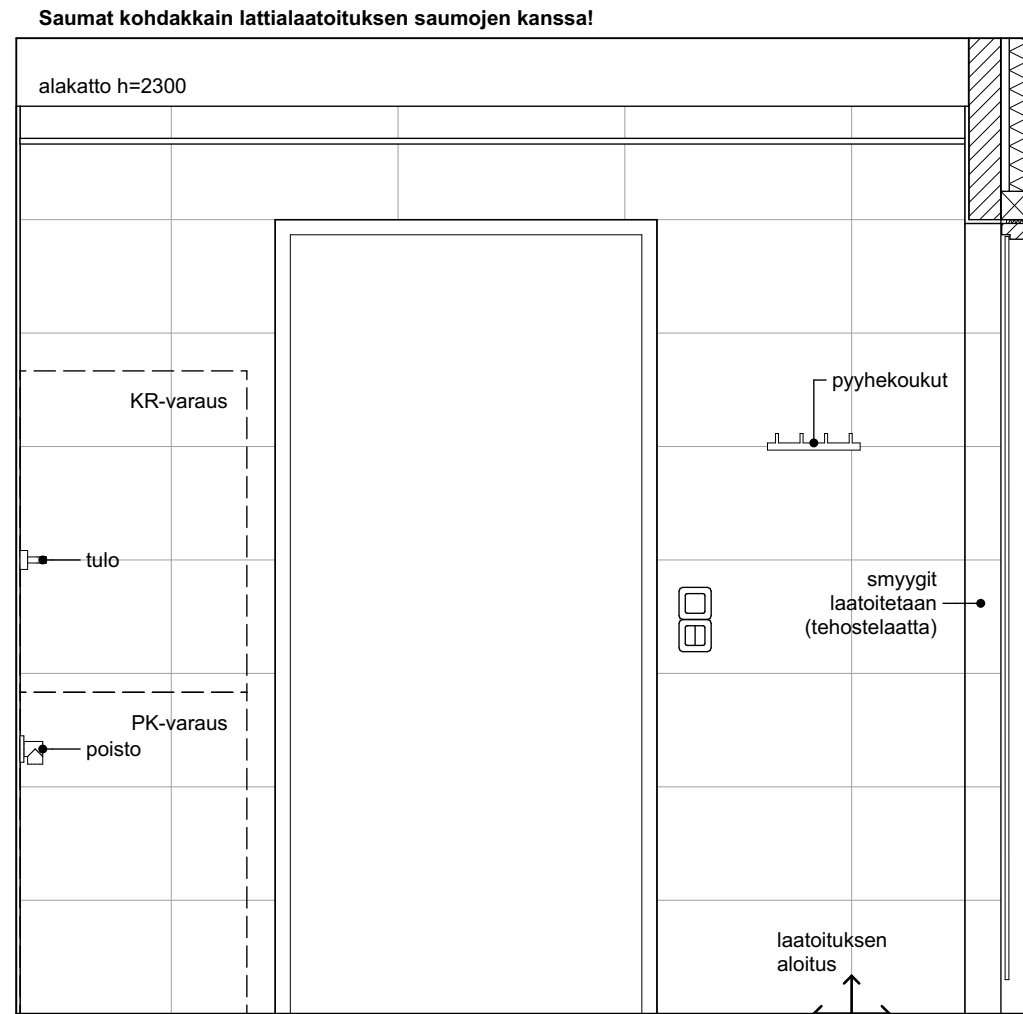 Saumat kohdakkain lattialaatoituksen saumojen kanssa!
alakatto h=2300
pyyhekoukut
KR-varaus
tulo
smyygit
laatoitetaan
(tehostelaatta)
PK-varaus
poisto
laatoituksen
aloitus